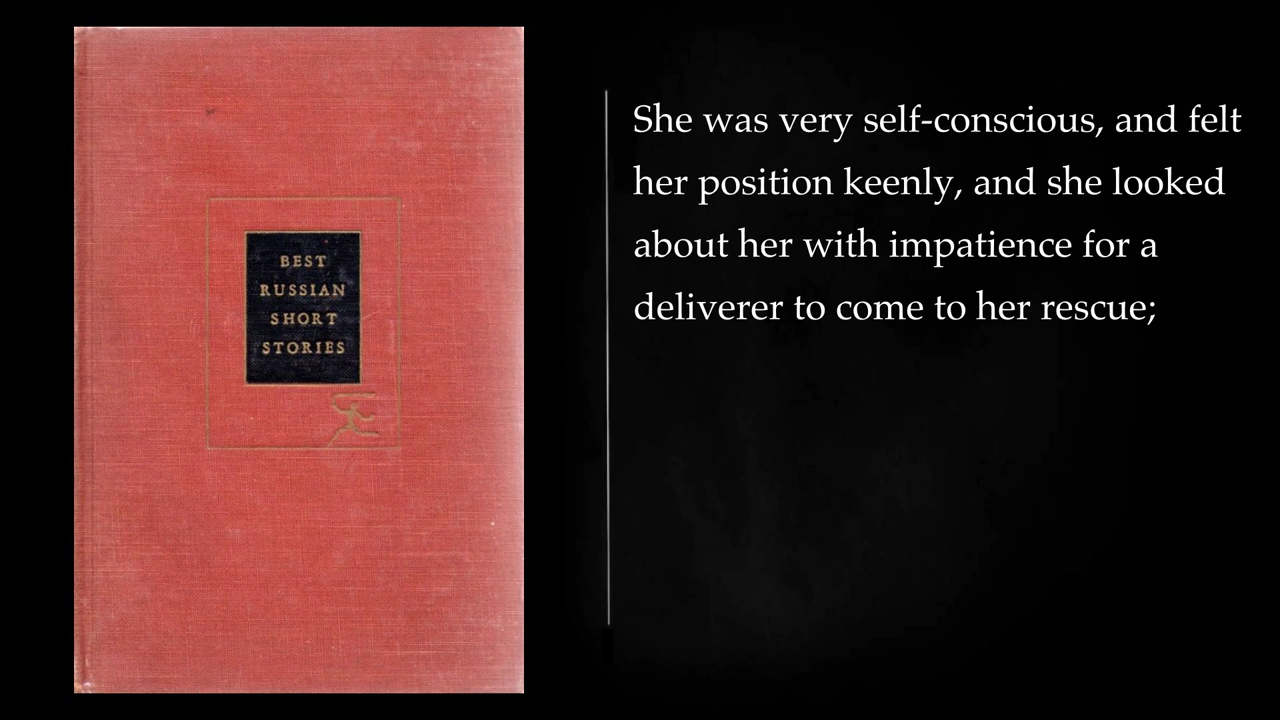 BEST
RUSSIAN
SHORT
STORIES
She was very self-conscious, and felt
her position keenly, and she looked
about her with impatience for a
deliverer to come to her rescue;